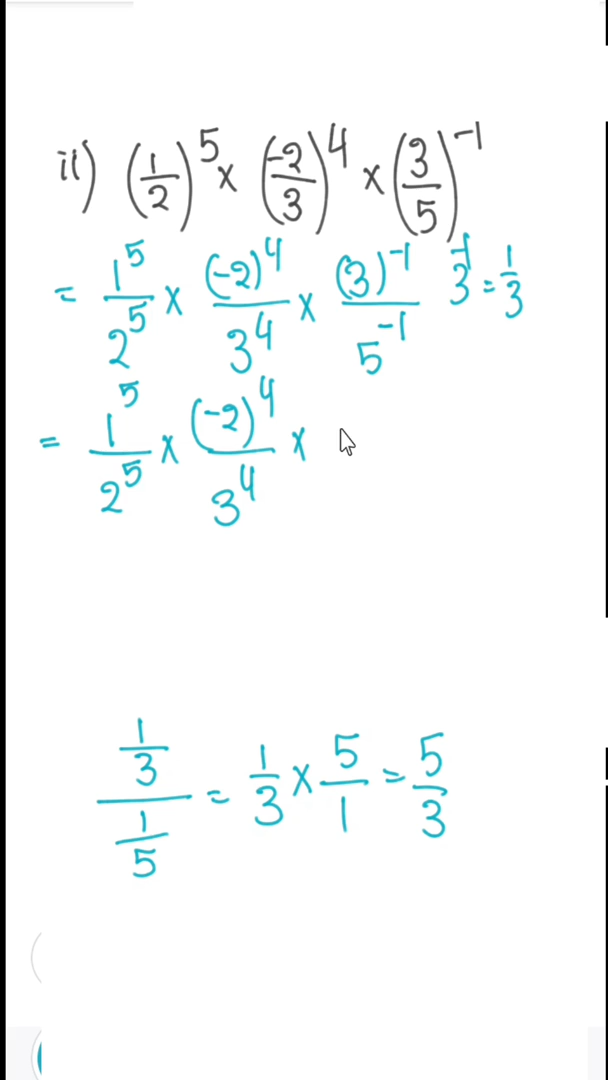 ii) (1/2)^5 × (-2/3)^4 × (3/5)^-1
= 1^5/2^5 × (-2)^4/3^4 × (3)^-1/5^-1 3^-1 = 1/3
= 1^5/2^5 × (-2)^4/3^4 ×
(1/3)/(1/5) = 1/3 × 5/1 = 5/3